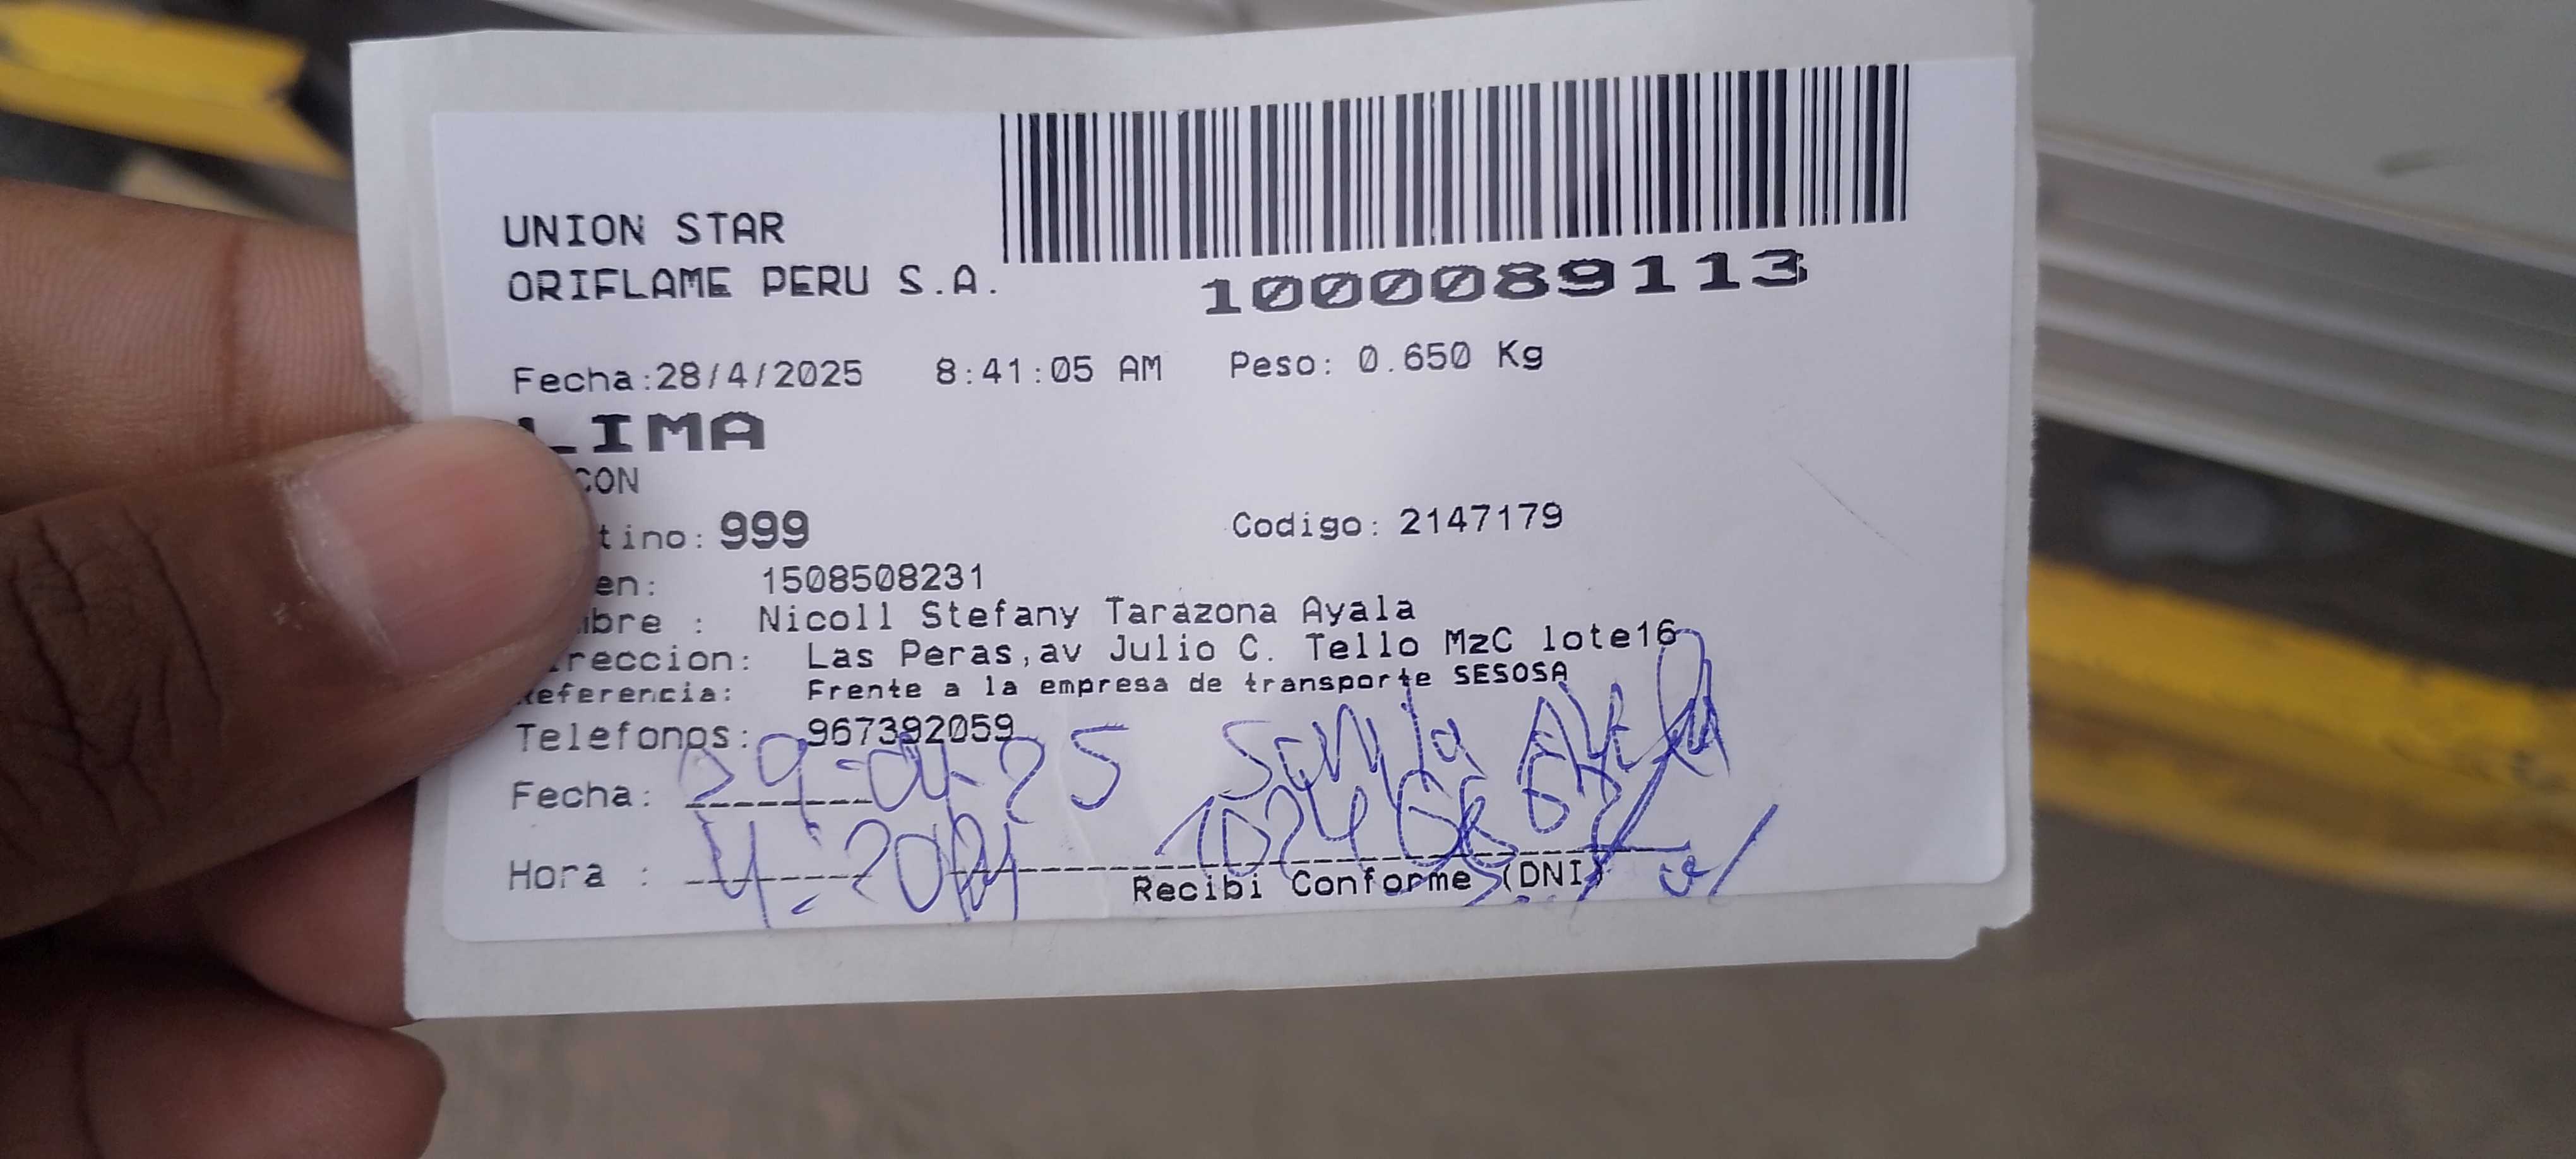 UNION STAR
ORIFLAME PERU S.A.
1000089113
Fecha:28/4/2025 8:41:05 AM Peso: 0.650 Kg
LIMA
CON
tino: 999 Codigo: 2147179
en: 1508508231
bre : Nicoll Stefany Tarazona Ayala
reccion: Las Peras,av Julio C. Tello MzC lote16
eferencia: Frente a la empresa de transporte SESOSA
Telefonos: 967392059
Fecha: 29-04-25
Hora : 4:20
Recibi Conforme (DNI)